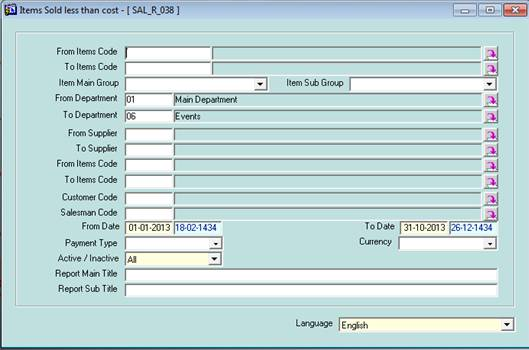 Items Sold less than cost - [ SAL_R_038 ]
From Items Code
To Items Code
Item Main Group Item Sub Group
From Department 01 Main Department
To Department 06 Events
From Supplier
To Supplier
From Items Code
To Items Code
Customer Code
Salesman Code
From Date 01-01-2013 18-02-1434 To Date 31-10-2013 26-12-1434
Payment Type Currency
Active / Inactive All
Report Main Title
Report Sub Title
Language English